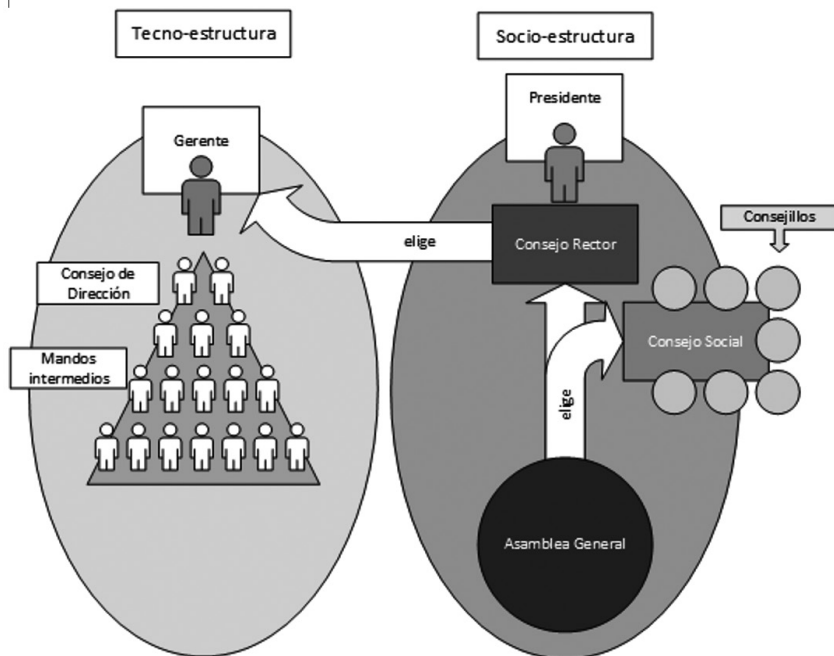 Tecno-estructura
Socio-estructura
Gerente
Presidente
elige
Consejo Rector
Consejillos
Consejo de
Dirección
Mandos
intermedios
Consejo Social
elige
Asamblea General